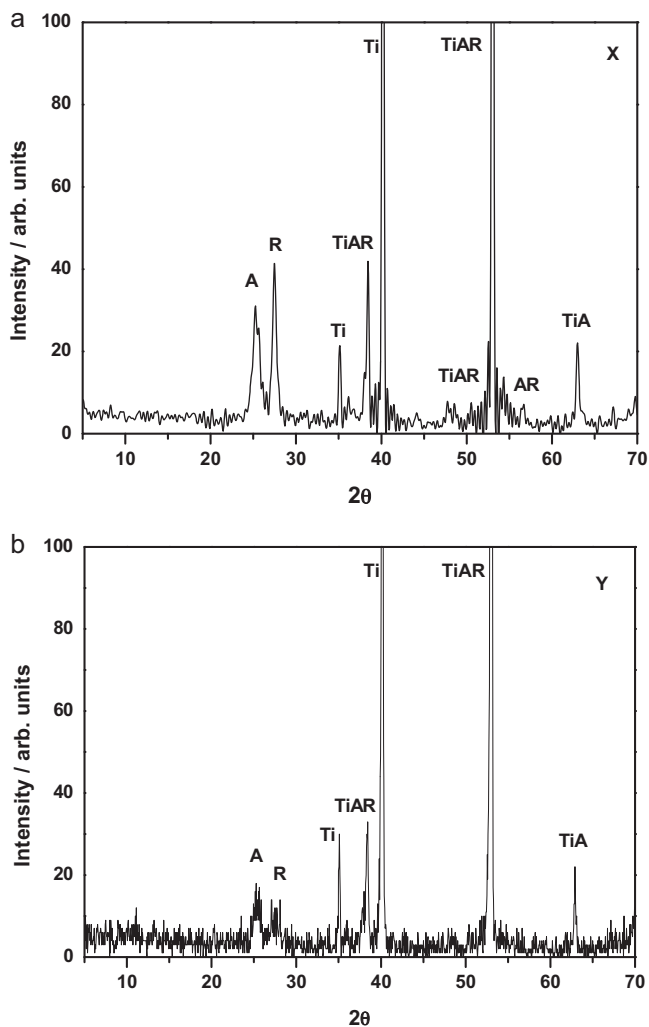 a
100
80
60
40
20
0
Intensity / arb. units
Ti
TiAR
X
R
TiAR
A
Ti
TiAR
AR
TiA
10 20 30 40 50 60 70
2θ
b
100
80
60
40
20
0
Intensity / arb. units
Ti
TiAR
Y
TiAR
Ti
A
R
TiA
10 20 30 40 50 60 70
2θ